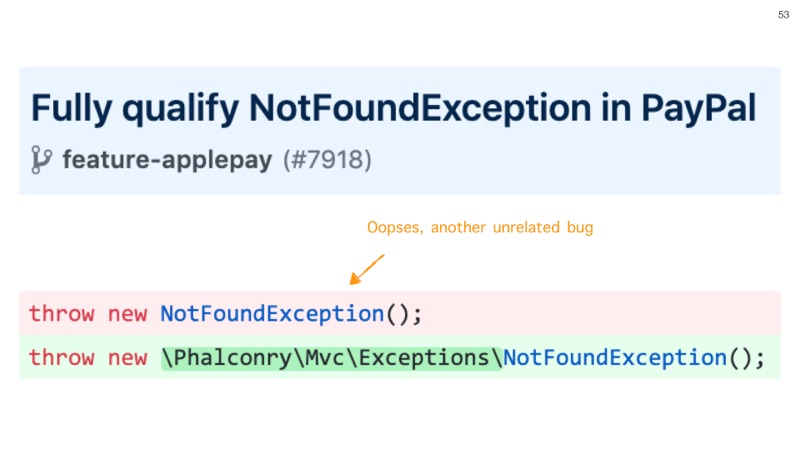 53
Fully qualify NotFoundException in PayPal
feature-applepay (#7918)
Oopses, another unrelated bug
throw new NotFoundException();
throw new \Phalconry\Mvc\Exceptions\NotFoundException();